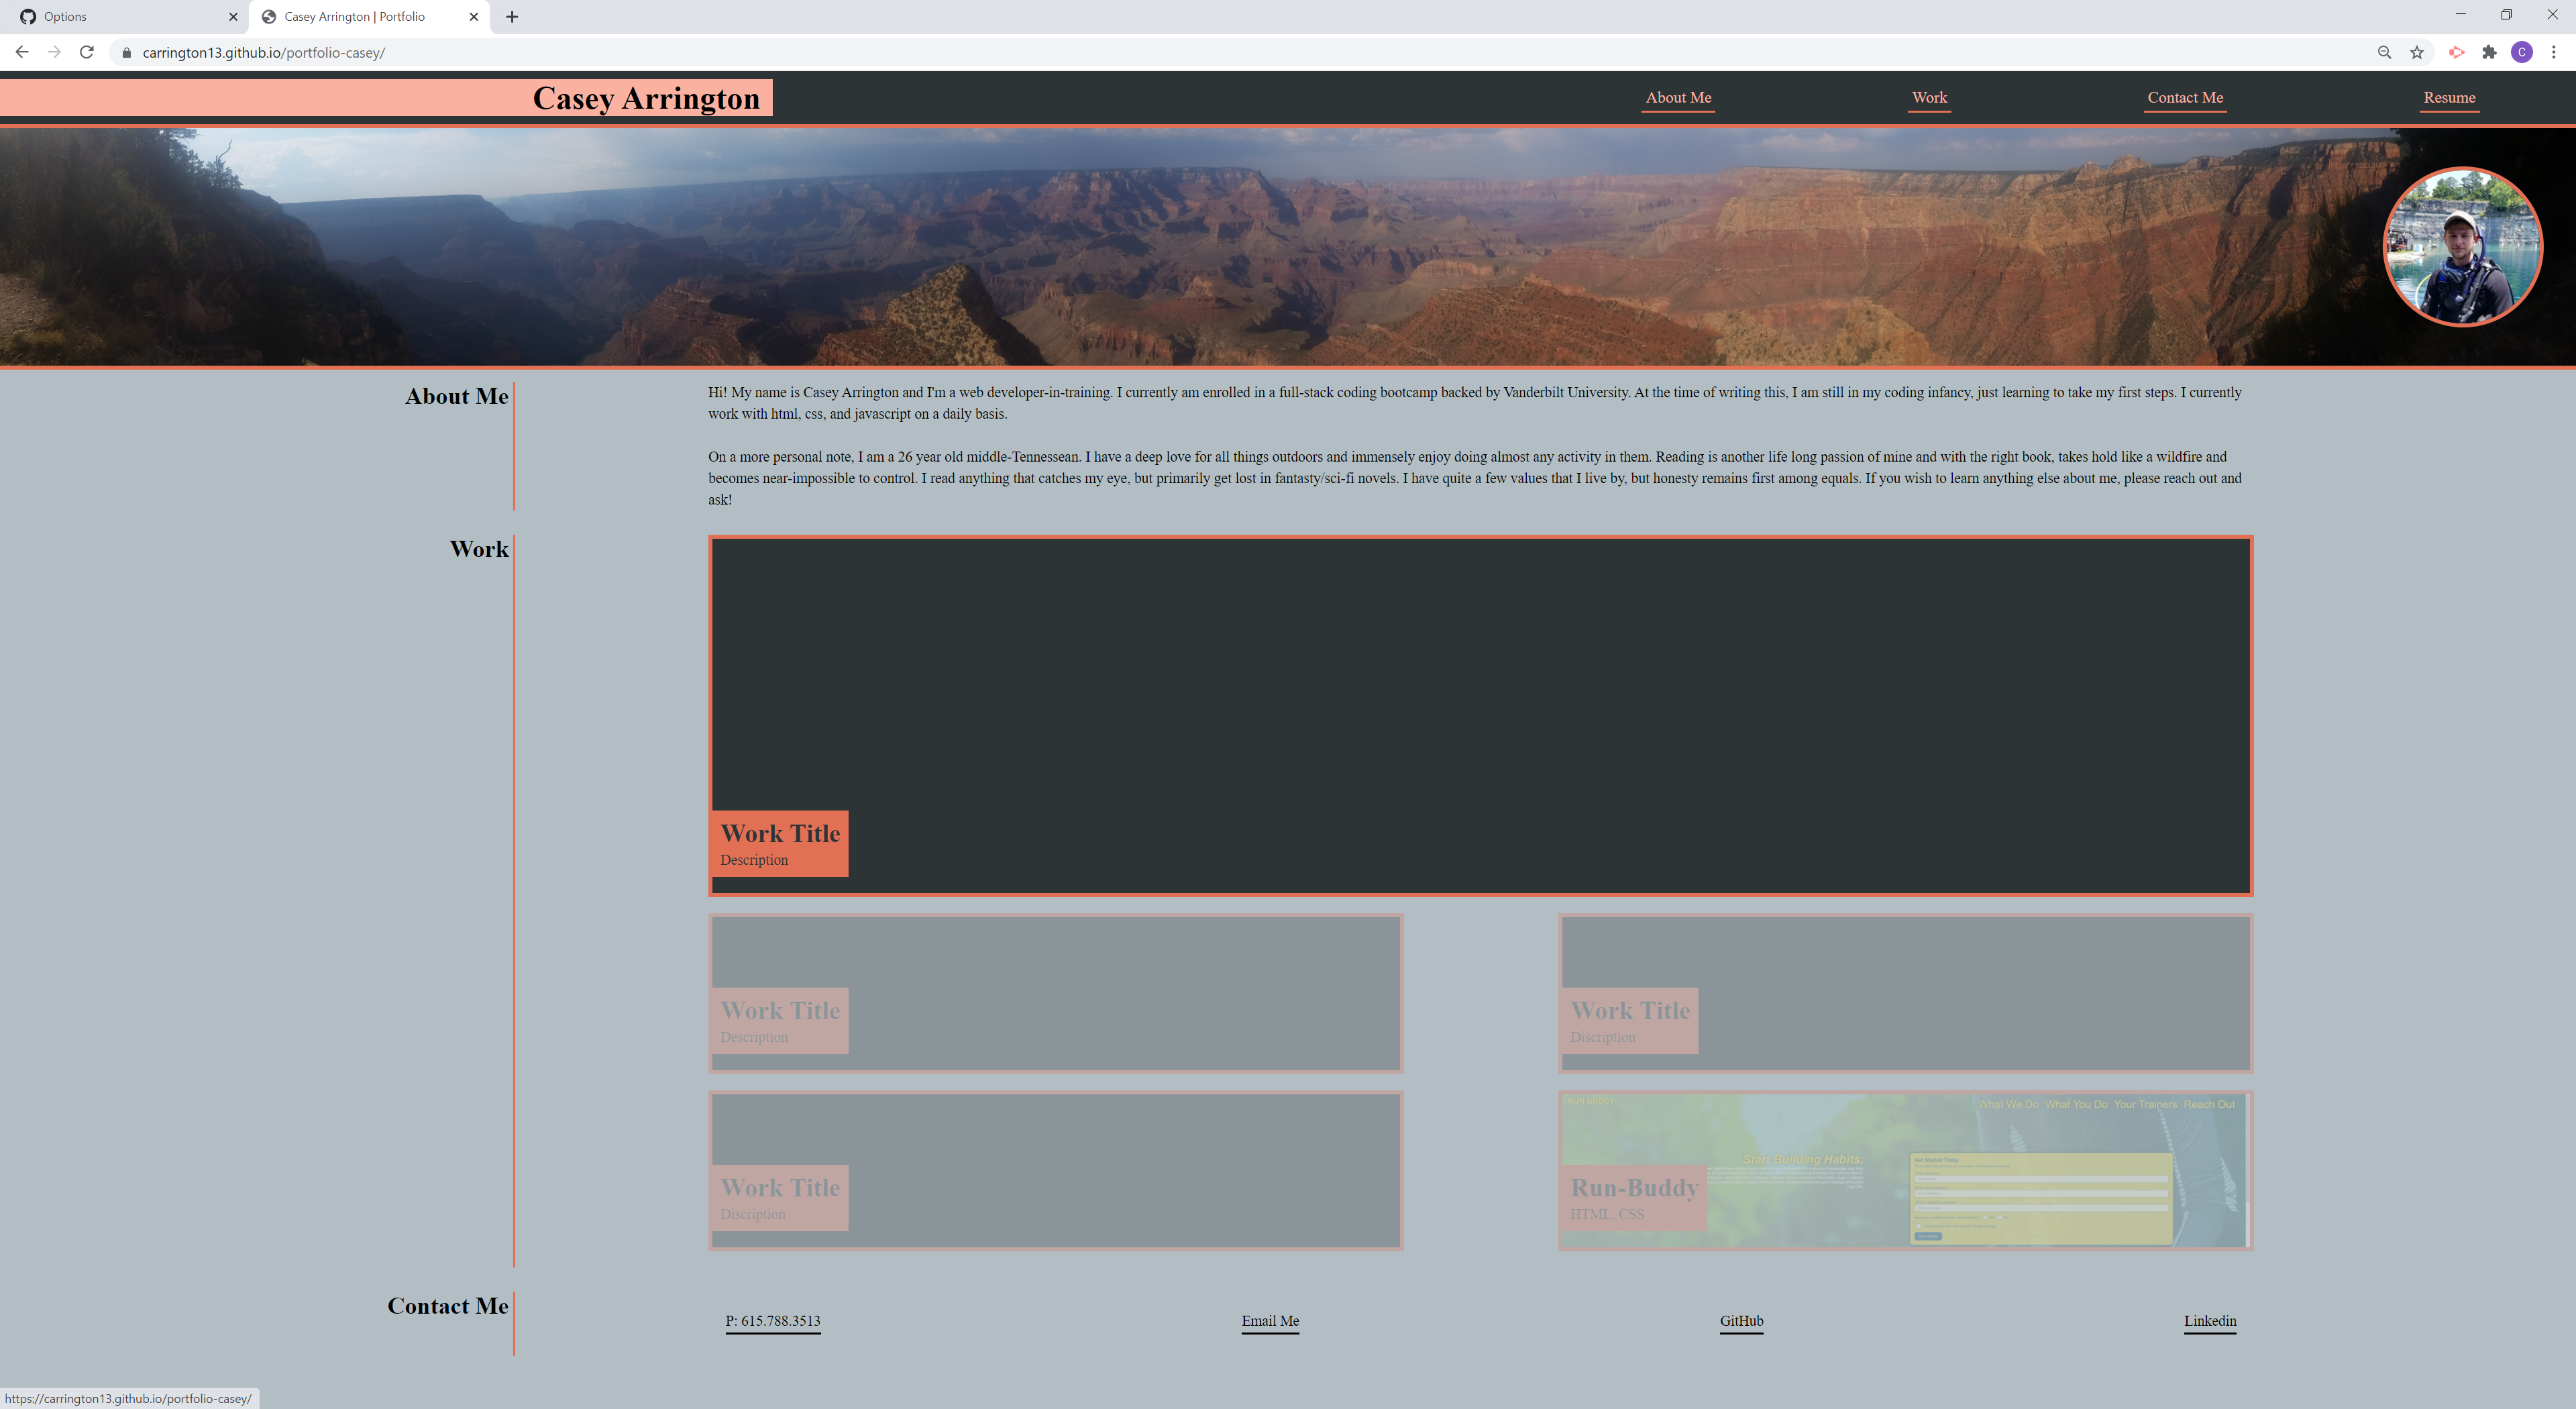 Options
Casey Arrington | Portfolio
carrington13.github.io/portfolio-casey/
C
Casey Arrington
About Me
Work
Contact Me
Resume
About Me
Hi! My name is Casey Arrington and I'm a web developer-in-training. I currently am enrolled in a full-stack coding bootcamp backed by Vanderbilt University. At the time of writing this, I am still in my coding infancy, just learning to take my first steps. I currently
work with html, css, and javascript on a daily basis.
On a more personal note, I am a 26 year old middle-Tennessean. I have a deep love for all things outdoors and immensely enjoy doing almost any activity in them. Reading is another life long passion of mine and with the right book, takes hold like a wildfire and
becomes near-impossible to control. I read anything that catches my eye, but primarily get lost in fantasty/sci-fi novels. I have quite a few values that I live by, but honesty remains first among equals. If you wish to learn anything else about me, please reach out and
ask!
Work
Work Title
Description
Work Title
Description
Work Title
Discription
Work Title
Discription
RUN BUDDY
What We Do What You Do Your Trainers Reach Out
Start Building Habits.
Get Started Today
Run-Buddy
HTML, CSS
Contact Me
P: 615.788.3513
Email Me
GitHub
Linkedin
https://carrington13.github.io/portfolio-casey/